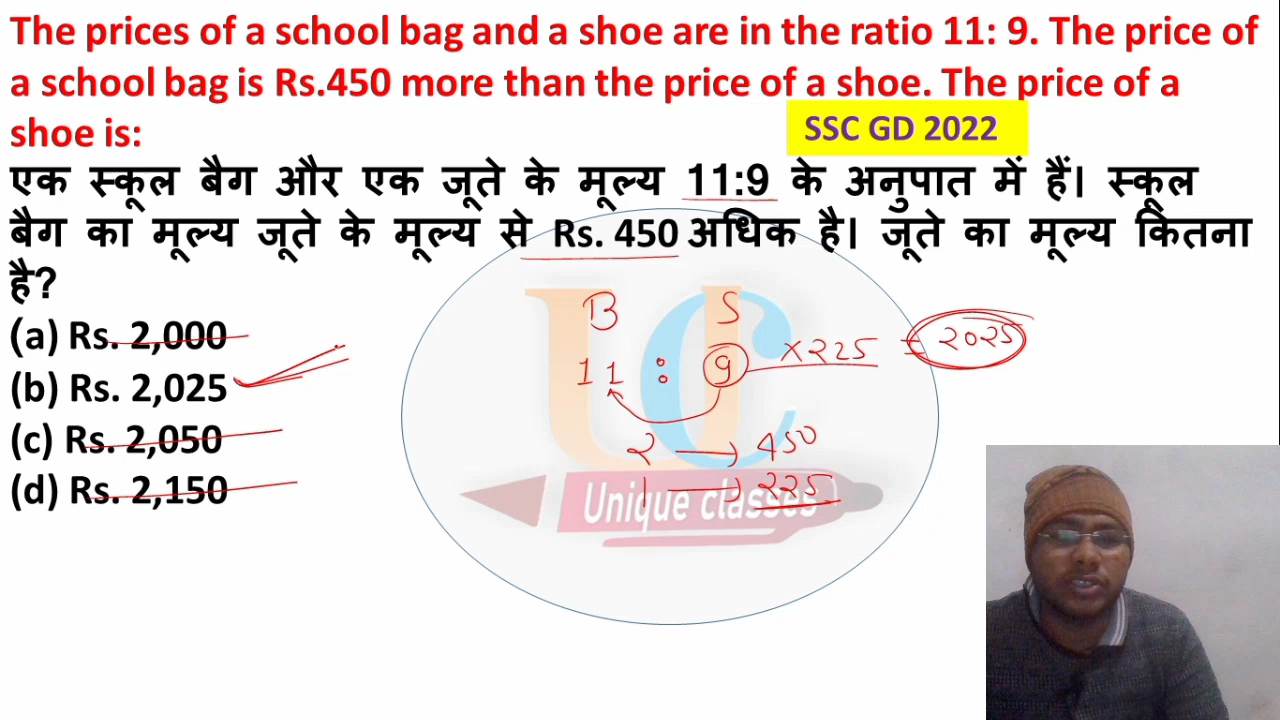 The prices of a school bag and a shoe are in the ratio 11: 9. The price of
a school bag is Rs.450 more than the price of a shoe. The price of a
shoe is:
SSC GD 2022
एक स्कूल बैग और एक जूते के मूल्य 11:9 के अनुपात में हैं। स्कूल
बैग का मूल्य जूते के मूल्य से Rs. 450 अधिक है। जूते का मूल्य कितना
है?
(a) Rs. 2,000
(b) Rs. 2,025
(c) Rs. 2,050
(d) Rs. 2,150
B S
11 : 9 ×225 = 2025
2 → 450
1 → 225
UC
Unique classes